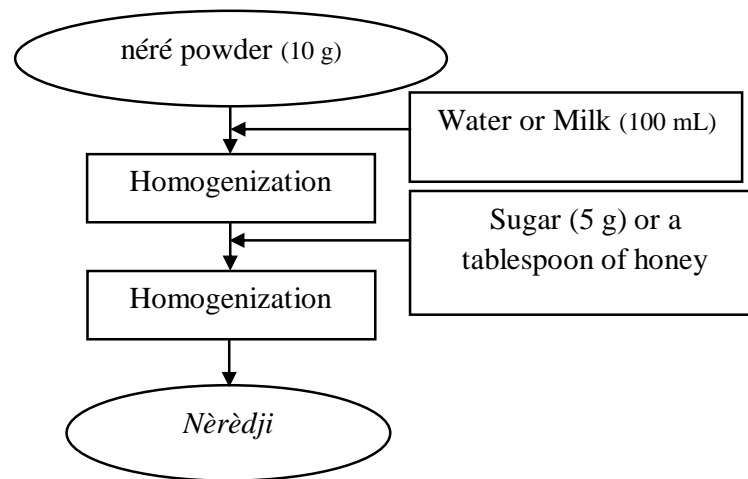 néré powder (10 g)
Water or Milk (100 mL)
Homogenization
Sugar (5 g) or a
tablespoon of honey
Homogenization
Nèrèdji